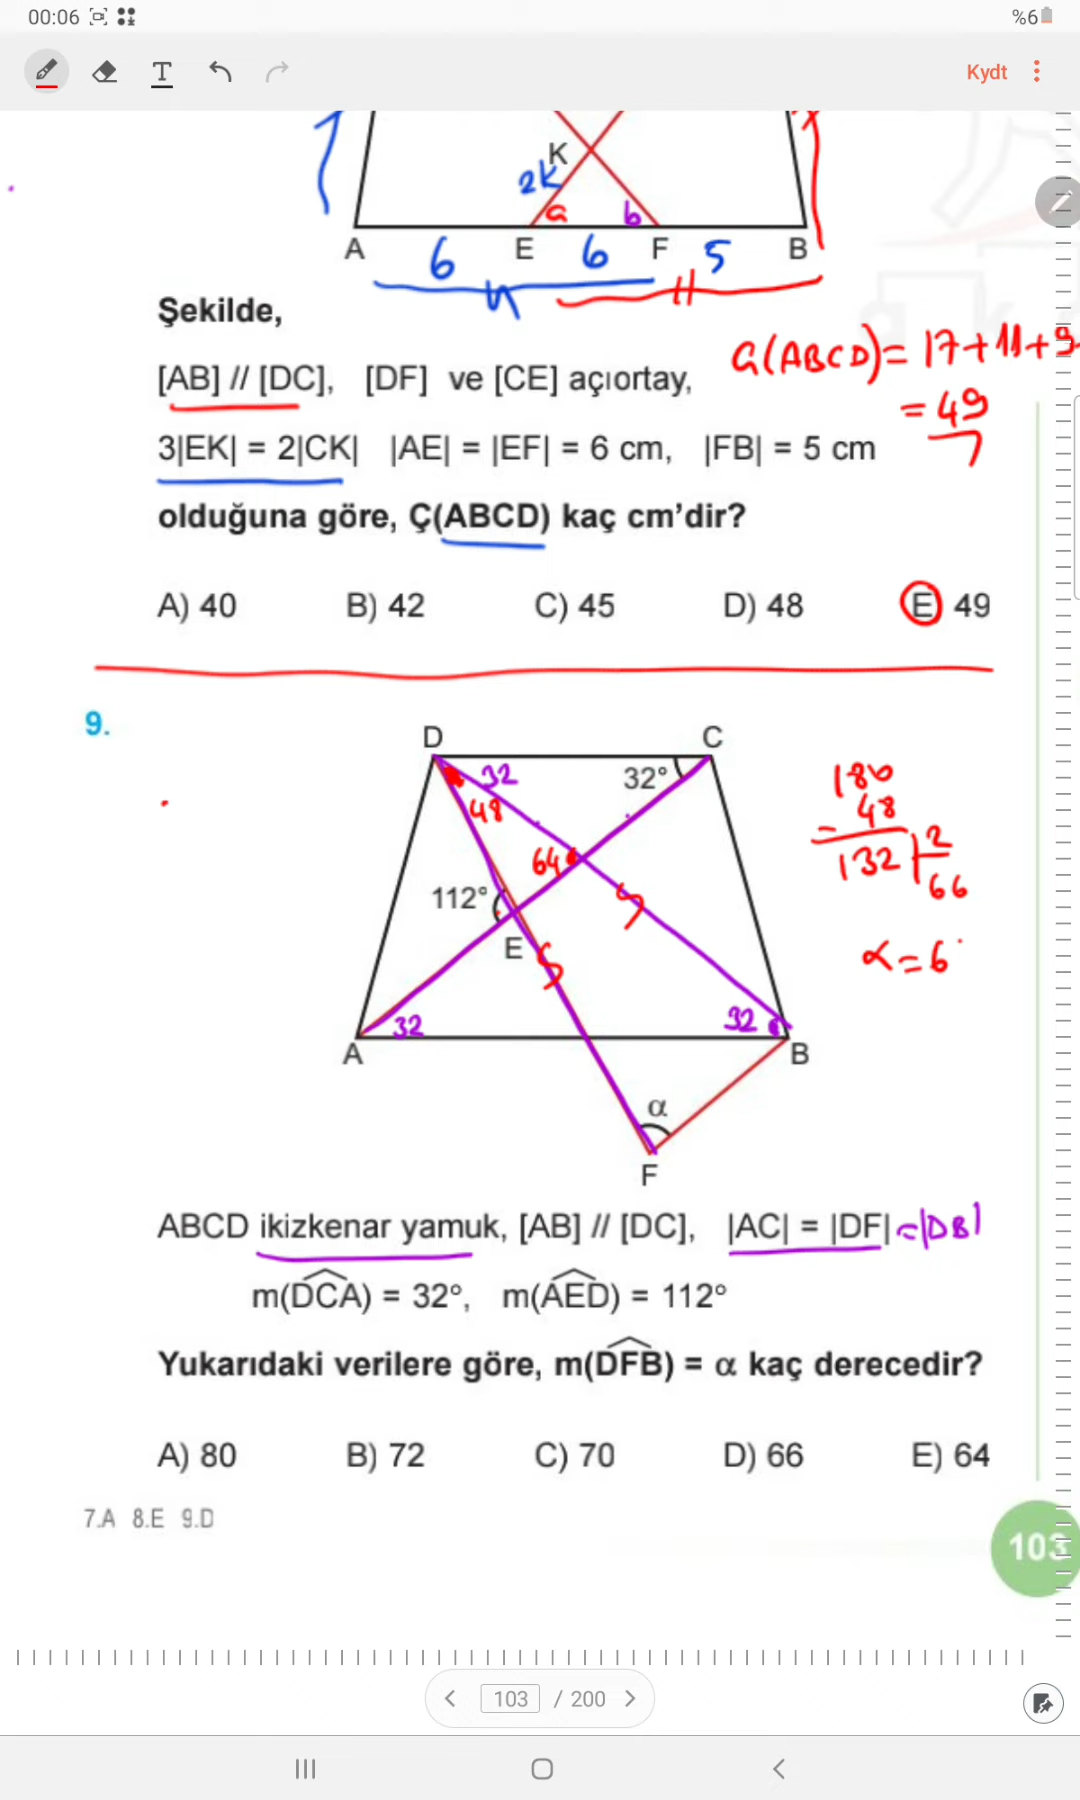 00:06 %6
T Kydt
K
2k
a b
A E F B
6 6 5
11
Şekilde,
[AB] // [DC], [DF] ve [CE] açıortay,
Ç(ABCD) = 17+11+9
= 49
3|EK| = 2|CK| |AE| = |EF| = 6 cm, |FB| = 5 cm
olduğuna göre, Ç(ABCD) kaç cm'dir?
A) 40 B) 42 C) 45 D) 48 E) 49
9.
D C
32 32°
48
64
112°
E
32 32
A B
α
F
180
- 48
132 2
66
α = 6
ABCD ikizkenar yamuk, [AB] // [DC], |AC| = |DF| = |DB|
m(DCA) = 32°, m(AED) = 112°
Yukarıdaki verilere göre, m(DFB) = α kaç derecedir?
A) 80 B) 72 C) 70 D) 66 E) 64
7.A 8.E 9.D
103
103 / 200